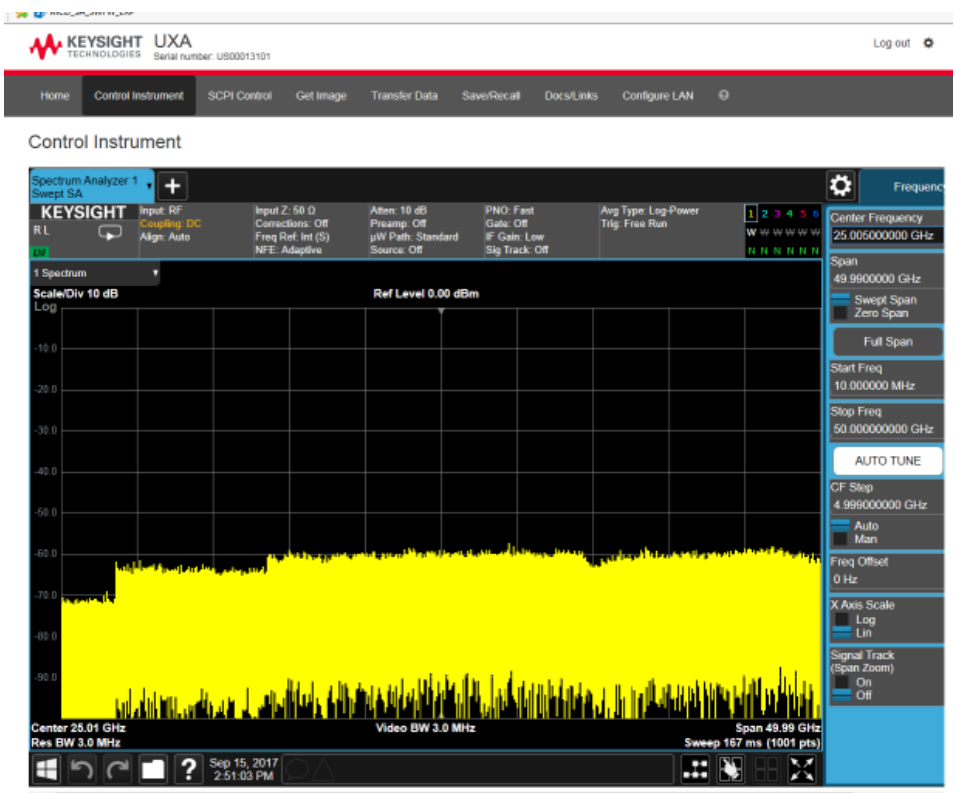 KEYSIGHT TECHNOLOGIES UXA
Serial number: US00013101
Log out
Home Control Instrument SCPI Control Get Image Transfer Data Save/Recall Docs/Links Configure LAN
Control Instrument
Spectrum Analyzer 1
Swept SA
Frequenc
KEYSIGHT
R L
Input: RF
Coupling: DC
Align: Auto
Input Z: 50 Ω
Corrections: Off
Freq Ref: Int (S)
NFE: Adaptive
Atten: 10 dB
Preamp: Off
µW Path: Standard
Source: Off
PNO: Fast
Gate: Off
IF Gain: Low
Sig Track: Off
Avg Type: Log-Power
Trig: Free Run
1 2 3 4 5 6
W W W W W W
N N N N N N
1 Spectrum
Scale/Div 10 dB
Ref Level 0.00 dBm
Log
-10.0
-20.0
-30.0
-40.0
-50.0
-60.0
-70.0
-80.0
-90.0
Center 25.01 GHz
Video BW 3.0 MHz
Span 49.99 GHz
Res BW 3.0 MHz
Sweep 167 ms (1001 pts)
?
Sep 15, 2017
2:51:03 PM
Center Frequency
25.005000000 GHz
Span
49.9900000 GHz
Swept Span
Zero Span
Full Span
Start Freq
10.000000 MHz
Stop Freq
50.000000000 GHz
AUTO TUNE
CF Step
4.999000000 GHz
Auto
Man
Freq Offset
0 Hz
X Axis Scale
Log
Lin
Signal Track
(Span Zoom)
On
Off